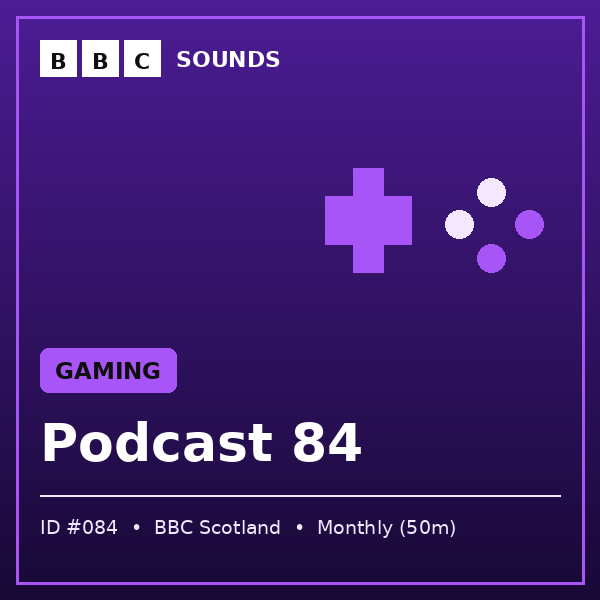 BBC SOUNDS
GAMING
Podcast 84
ID #084 • BBC Scotland • Monthly (50m)